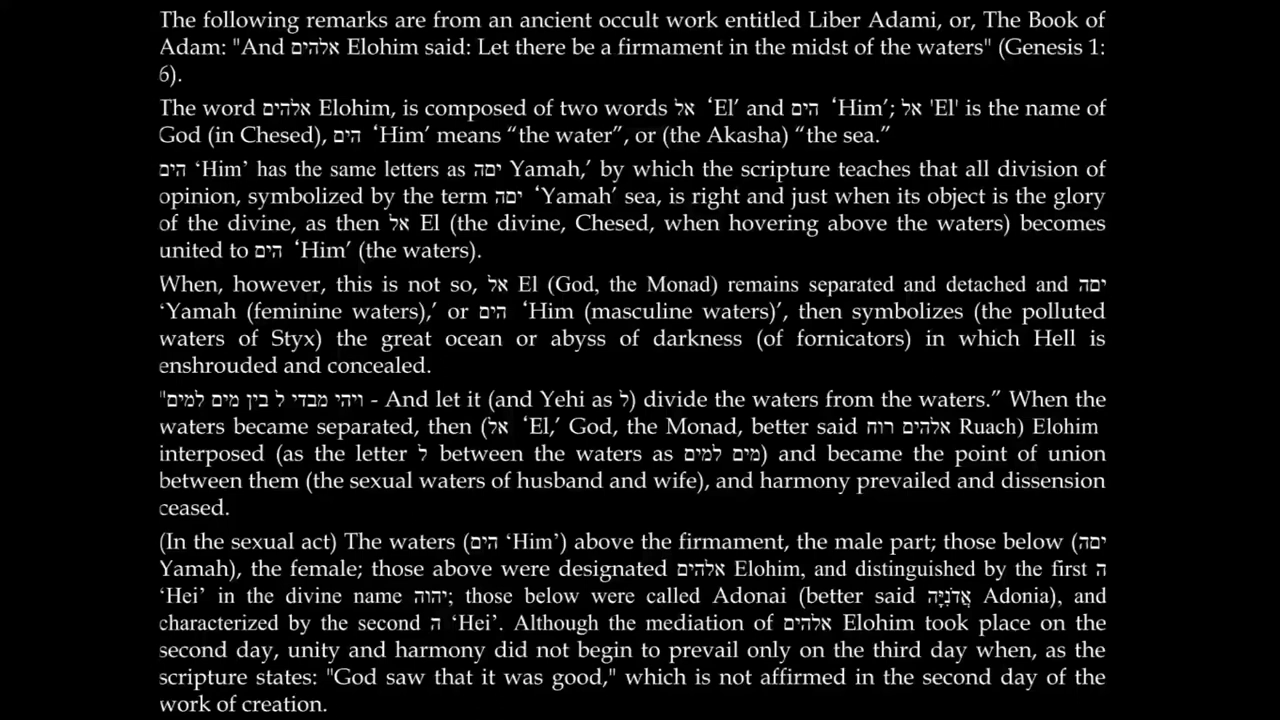 The following remarks are from an ancient occult work entitled Liber Adami, or, The Book of
Adam: "And אלהים Elohim said: Let there be a firmament in the midst of the waters" (Genesis 1:
6).
The word אלהים Elohim, is composed of two words אל ‘El’ and הים ‘Him’; אל 'El' is the name of
God (in Chesed), הים ‘Him’ means “the water”, or (the Akasha) “the sea.”
הים ‘Him’ has the same letters as ימה Yamah,’ by which the scripture teaches that all division of
opinion, symbolized by the term ימה ‘Yamah’ sea, is right and just when its object is the glory
of the divine, as then אל El (the divine, Chesed, when hovering above the waters) becomes
united to הים ‘Him’ (the waters).
When, however, this is not so, אל El (God, the Monad) remains separated and detached and יםה
‘Yamah (feminine waters),’ or הים ‘Him (masculine waters)’, then symbolizes (the polluted
waters of Styx) the great ocean or abyss of darkness (of fornicators) in which Hell is
enshrouded and concealed.
"ויהי מבדי ל בין מים למים - And let it (and Yehi as ל) divide the waters from the waters.” When the
waters became separated, then (אל ‘El,’ God, the Monad, better said אלהים רוח Ruach) Elohim
interposed (as the letter ל between the waters as מים למים) and became the point of union
between them (the sexual waters of husband and wife), and harmony prevailed and dissension
ceased.
(In the sexual act) The waters (הים ‘Him’) above the firmament, the male part; those below (יםה
Yamah), the female; those above were designated אלהים Elohim, and distinguished by the first ה
‘Hei’ in the divine name יהוה; those below were called Adonai (better said אֲדֹנִיָּה Adonia), and
characterized by the second ה ‘Hei’. Although the mediation of אלהים Elohim took place on the
second day, unity and harmony did not begin to prevail only on the third day when, as the
scripture states: "God saw that it was good," which is not affirmed in the second day of the
work of creation.